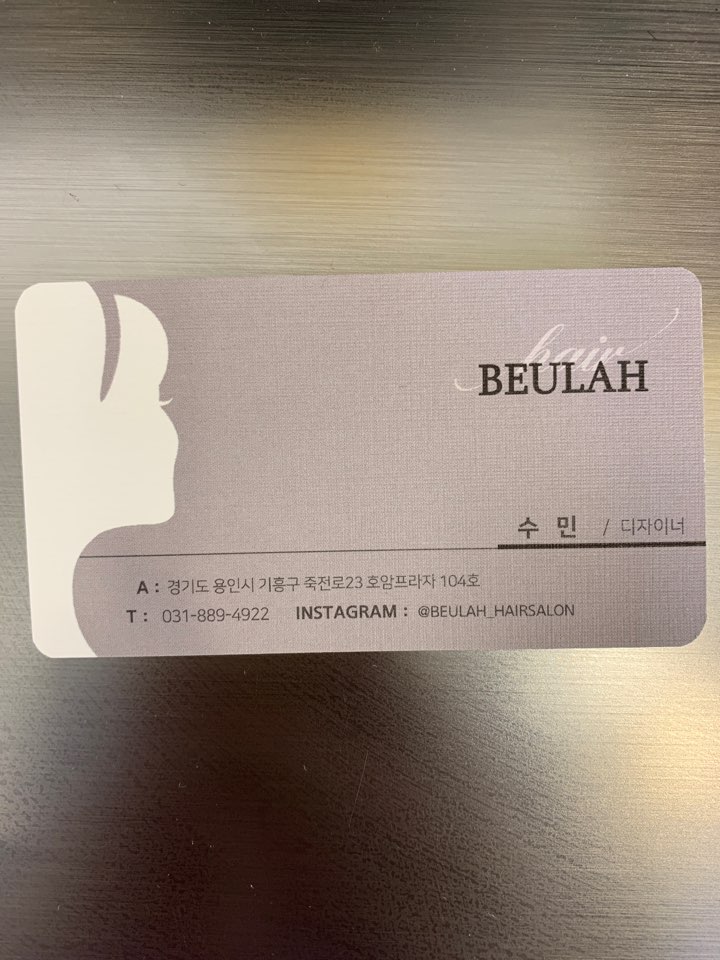 hair
BEULAH
수 민 / 디자이너
A : 경기도 용인시 기흥구 죽전로23 호암프라자 104호
T : 031-889-4922 INSTAGRAM : @BEULAH_HAIRSALON